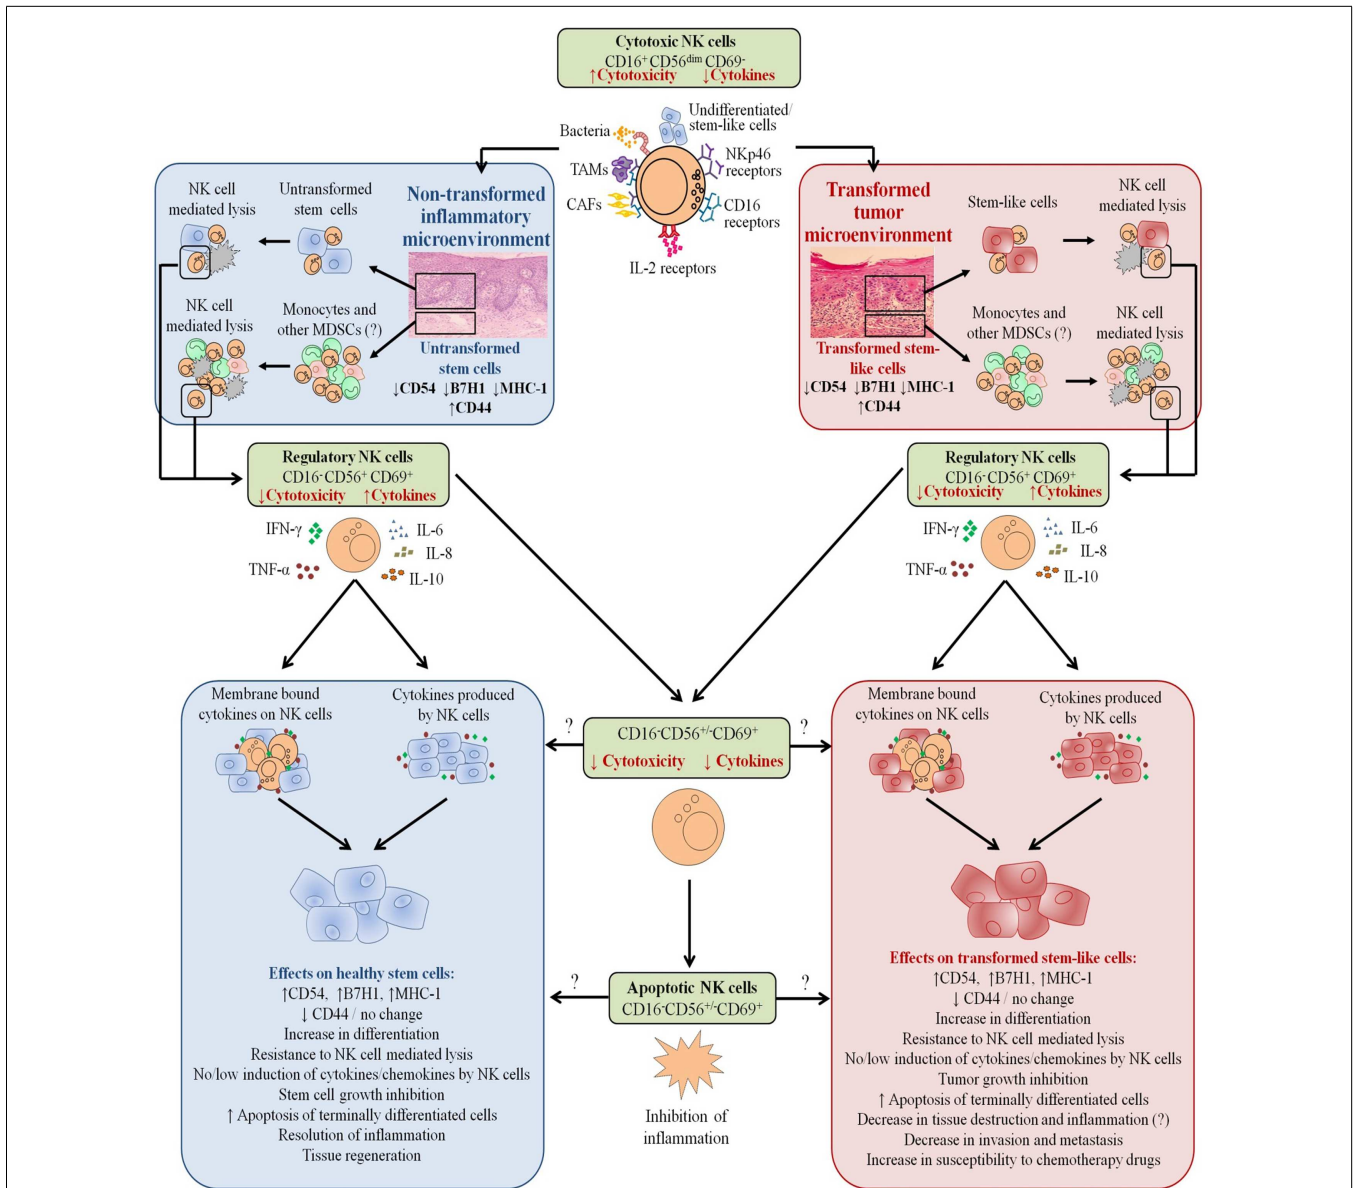 Cytotoxic NK cells
CD16⁺ CD56ᵈⁱᵐ CD69⁻
↑Cytotoxicity ↓Cytokines
Undifferentiated/
stem-like cells
Bacteria
NKp46
receptors
TAMs
CAFs
CD16
receptors
IL-2 receptors
NK cell
mediated lysis
Untransformed
stem cells
Non-transformed
inflammatory
microenvironment
NK cell
mediated lysis
Monocytes and
other MDSCs (?)
Untransformed
stem cells
↓CD54 ↓B7H1 ↓MHC-1
↑CD44
Transformed
tumor
microenvironment
Stem-like cells
NK cell
mediated lysis
Monocytes and
other MDSCs (?)
NK cell
mediated lysis
Transformed stem-
like cells
↓CD54 ↓B7H1 ↓MHC-1
↑CD44
Regulatory NK cells
CD16⁻CD56⁺ CD69⁺
↓Cytotoxicity ↑Cytokines
IFN-γ
IL-6
IL-8
TNF-α
IL-10
Regulatory NK cells
CD16⁻CD56⁺ CD69⁺
↓Cytotoxicity ↑Cytokines
IFN-γ
IL-6
IL-8
TNF-α
IL-10
Membrane bound
cytokines on NK cells
Cytokines produced
by NK cells
Effects on healthy stem cells:
↑CD54, ↑B7H1, ↑MHC-1
↓ CD44 / no change
Increase in differentiation
Resistance to NK cell mediated lysis
No/low induction of cytokines/chemokines by NK cells
Stem cell growth inhibition
↑ Apoptosis of terminally differentiated cells
Resolution of inflammation
Tissue regeneration
?
CD16⁻CD56⁺/⁻CD69⁺
↓ Cytotoxicity ↓ Cytokines
?
?
Apoptotic NK cells
CD16⁻CD56⁺/⁻CD69⁺
?
Inhibition of
inflammation
Membrane bound
cytokines on NK cells
Cytokines produced
by NK cells
Effects on transformed stem-like cells:
↑CD54, ↑B7H1, ↑MHC-1
↓ CD44 / no change
Increase in differentiation
Resistance to NK cell mediated lysis
No/low induction of cytokines/chemokines by NK cells
Tumor growth inhibition
↑ Apoptosis of terminally differentiated cells
Decrease in tissue destruction and inflammation (?)
Decrease in invasion and metastasis
Increase in susceptibility to chemotherapy drugs